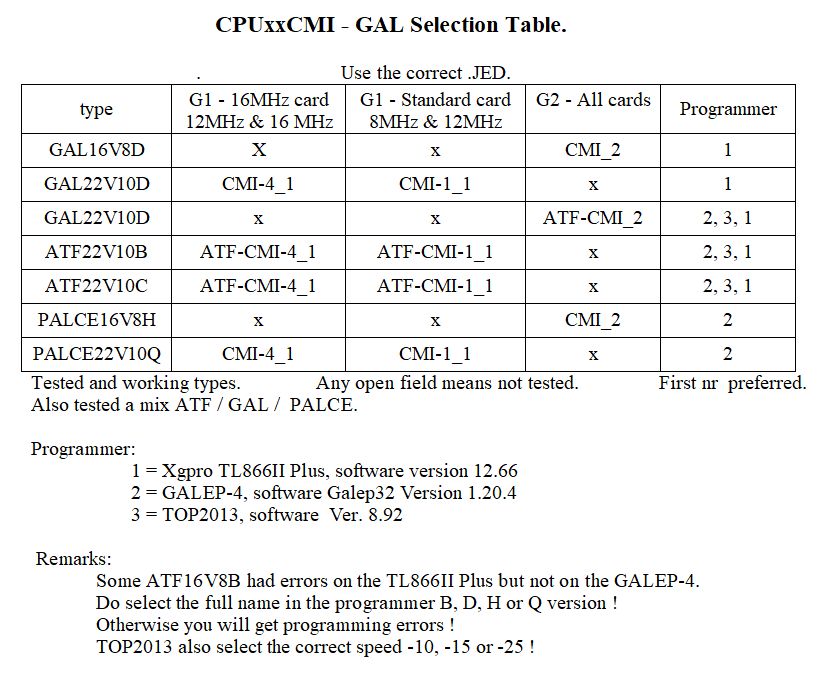 CPUxxCMI - GAL Selection Table.
. Use the correct .JED.
type G1 - 16MHz card 12MHz & 16 MHz G1 - Standard card 8MHz & 12MHz G2 - All cards Programmer
GAL16V8D X x CMI_2 1
GAL22V10D CMI-4_1 CMI-1_1 x 1
GAL22V10D x x ATF-CMI_2 2, 3, 1
ATF22V10B ATF-CMI-4_1 ATF-CMI-1_1 x 2, 3, 1
ATF22V10C ATF-CMI-4_1 ATF-CMI-1_1 x 2, 3, 1
PALCE16V8H x x CMI_2 2
PALCE22V10Q CMI-4_1 CMI-1_1 x 2
Tested and working types. Any open field means not tested. First nr preferred.
Also tested a mix ATF / GAL / PALCE.
Programmer:
1 = Xgpro TL866II Plus, software version 12.66
2 = GALEP-4, software Galep32 Version 1.20.4
3 = TOP2013, software Ver. 8.92
Remarks:
Some ATF16V8B had errors on the TL866II Plus but not on the GALEP-4.
Do select the full name in the programmer B, D, H or Q version !
Otherwise you will get programming errors !
TOP2013 also select the correct speed -10, -15 or -25 !